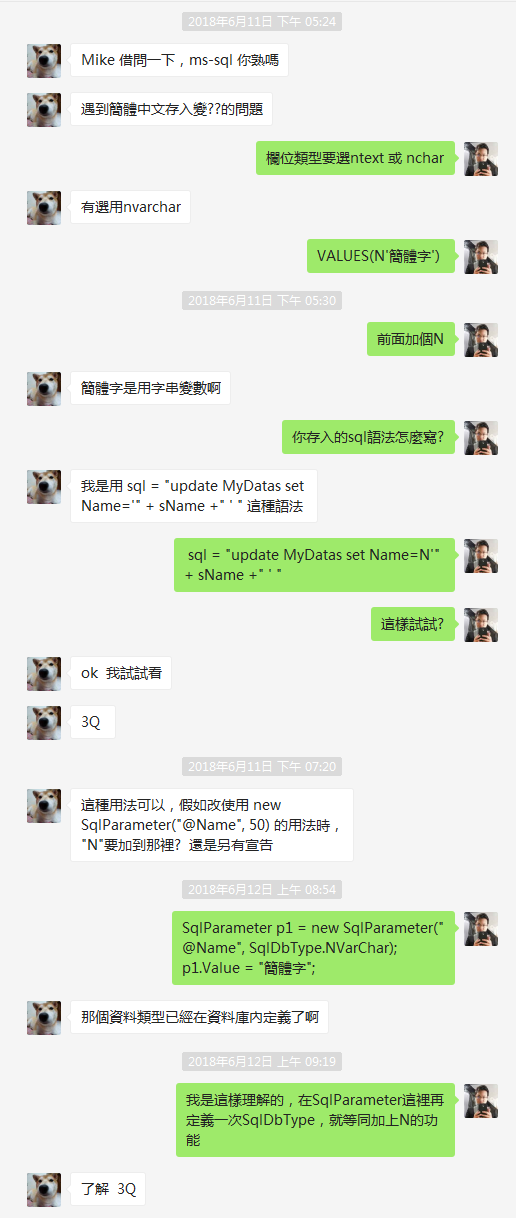 2018年6月11日 下午 05:24
Mike 借問一下，ms-sql 你熟嗎
遇到簡體中文存入變??的問題
欄位類型要選ntext 或 nchar
有選用nvarchar
VALUES(N'簡體字')
2018年6月11日 下午 05:30
前面加個N
簡體字是用字串變數啊
你存入的sql語法怎麼寫?
我是用 sql = "update MyDatas set
Name='" + sName +" ' " 這種語法
sql = "update MyDatas set Name=N'"
+ sName +" ' "
這樣試試?
ok 我試試看
3Q
2018年6月11日 下午 07:20
這種用法可以，假如改使用 new
SqlParameter("@Name", 50) 的用法時，
"N"要加到那裡? 還是另有宣告
2018年6月12日 上午 08:54
SqlParameter p1 = new SqlParameter("
@Name", SqlDbType.NVarChar);
p1.Value = "簡體字";
那個資料類型已經在資料庫內定義了啊
2018年6月12日 上午 09:19
我是這樣理解的，在SqlParameter這裡再
定義一次SqlDbType，就等同加上N的功
能
了解 3Q